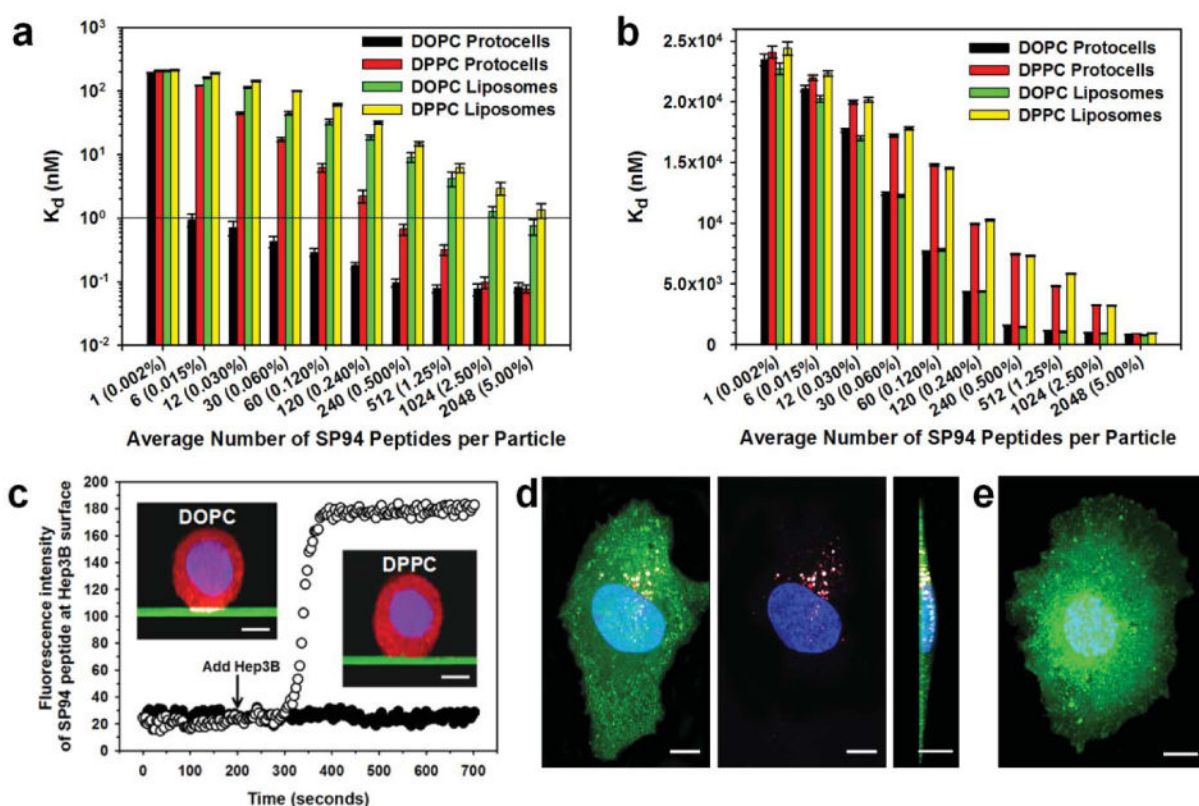 a
10³
10²
10¹
10⁰
10⁻¹
10⁻²
K_d (nM)
DOPC Protocells
DPPC Protocells
DOPC Liposomes
DPPC Liposomes
1 (0.002%)
6 (0.015%)
12 (0.030%)
30 (0.060%)
60 (0.120%)
120 (0.240%)
240 (0.500%)
512 (1.25%)
1024 (2.50%)
2048 (5.00%)
Average Number of SP94 Peptides per Particle
b
2.5x10⁴
2.0x10⁴
1.5x10⁴
10⁴
5.0x10³
0
K_d (nM)
DOPC Protocells
DPPC Protocells
DOPC Liposomes
DPPC Liposomes
1 (0.002%)
6 (0.015%)
12 (0.030%)
30 (0.060%)
60 (0.120%)
120 (0.240%)
240 (0.500%)
512 (1.25%)
1024 (2.50%)
2048 (5.00%)
Average Number of SP94 Peptides per Particle
c
Fluorescence intensity
of SP94 peptide at Hep3B surface
200
180
160
140
120
100
80
60
40
20
0
DOPC
DPPC
Add Hep3B
0 100 200 300 400 500 600 700
Time (seconds)
d
e